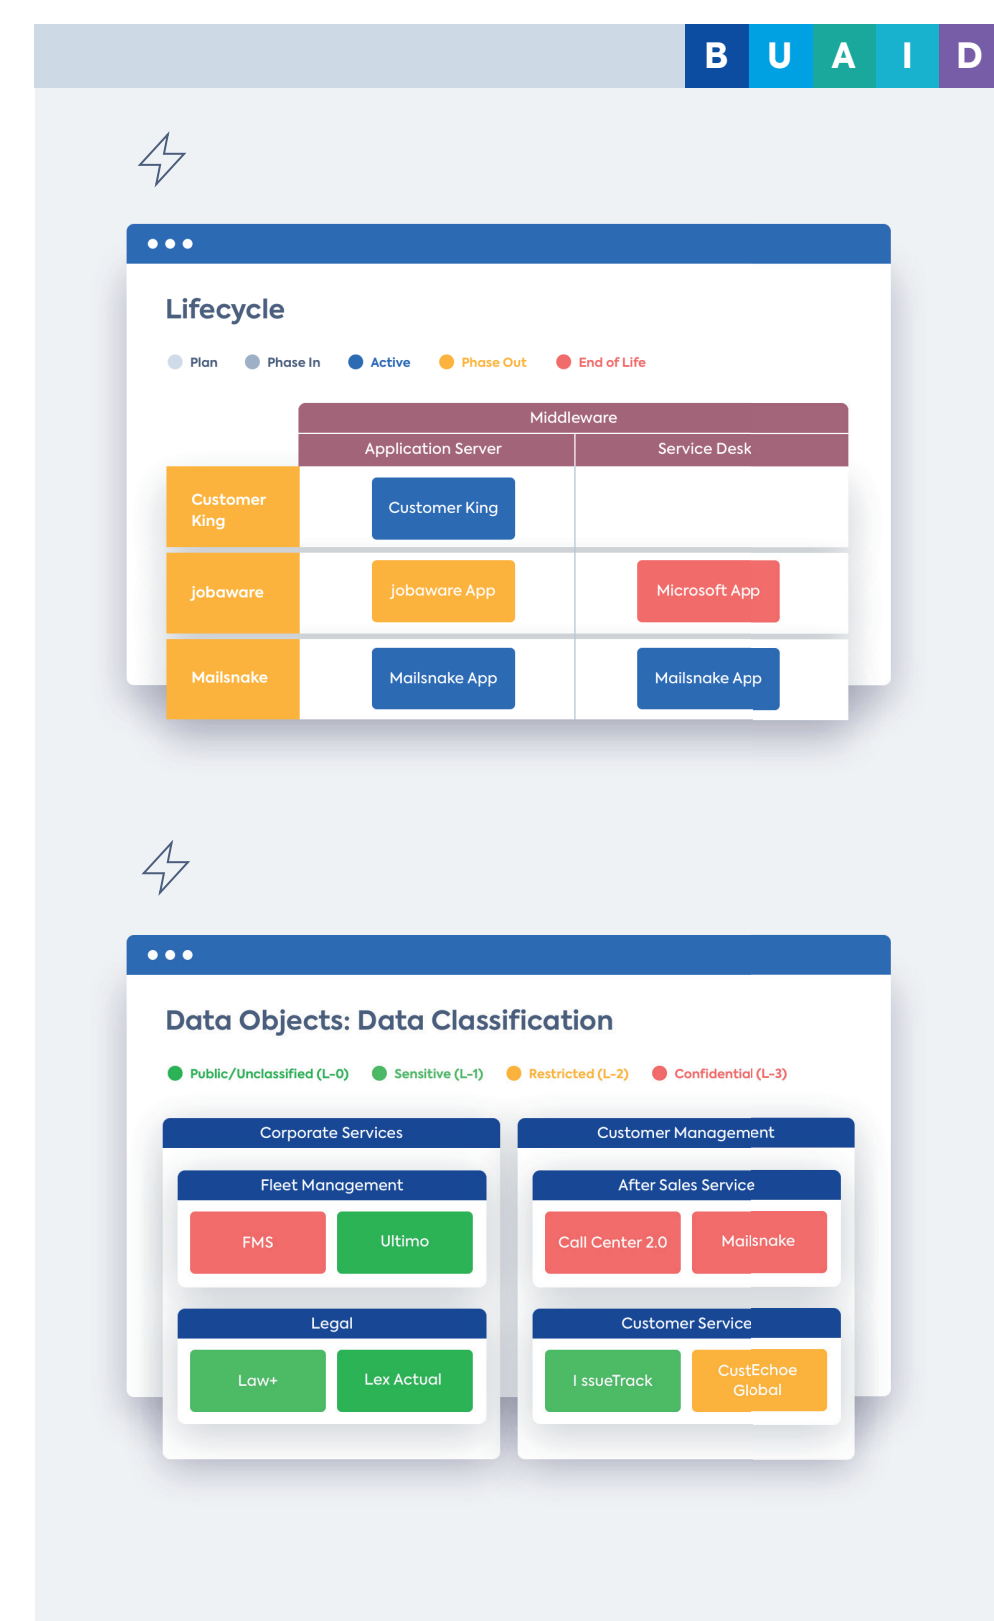 B U A I D
Lifecycle
Plan Phase In Active Phase Out End of Life
Middleware
Application Server Service Desk
Customer
King
Customer King
jobaware jobaware App Microsoft App
Mailsnake Mailsnake App Mailsnake App
Data Objects: Data Classification
Public/Unclassified (L-0) Sensitive (L-1) Restricted (L-2) Confidential (L-3)
Corporate Services
Fleet Management
FMS Ultimo
Legal
Law+ Lex Actual
Customer Management
After Sales Service
Call Center 2.0 Mailsnake
Customer Service
I ssueTrack
CustEchoe
Global